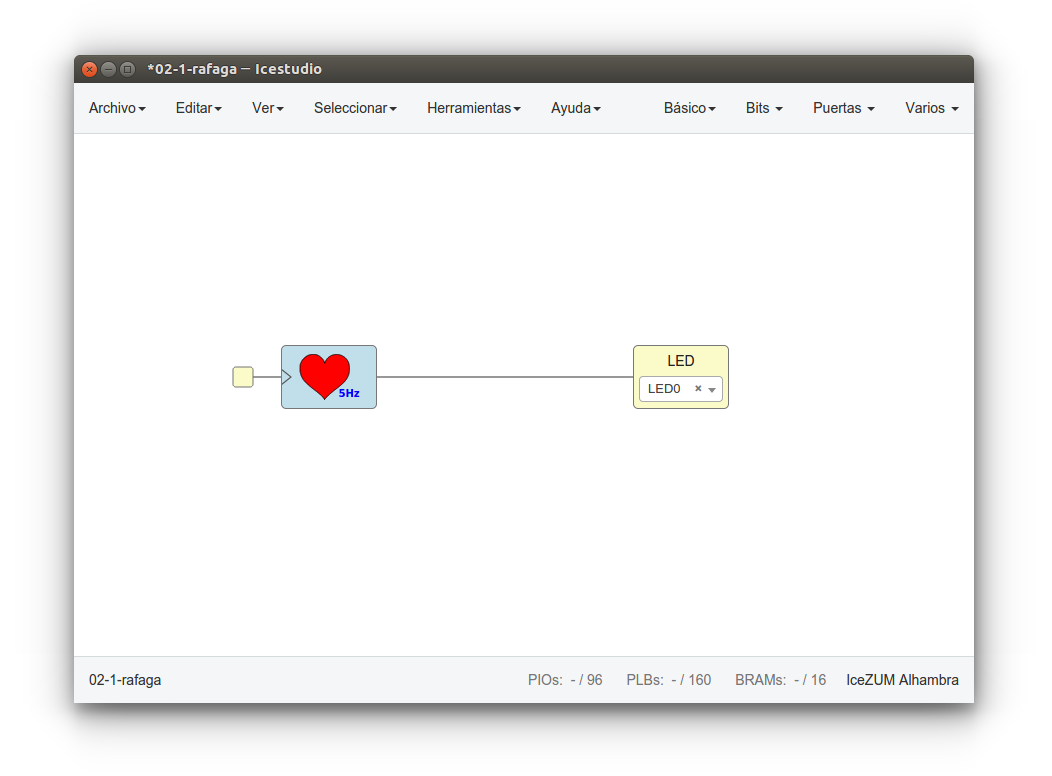 *02-1-rafaga — Icestudio
Archivo Editar Ver Seleccionar Herramientas Ayuda Básico Bits Puertas Varios
LED
LED0 ×
5Hz
02-1-rafaga PIOs: - / 96 PLBs: - / 160 BRAMs: - / 16 IceZUM Alhambra